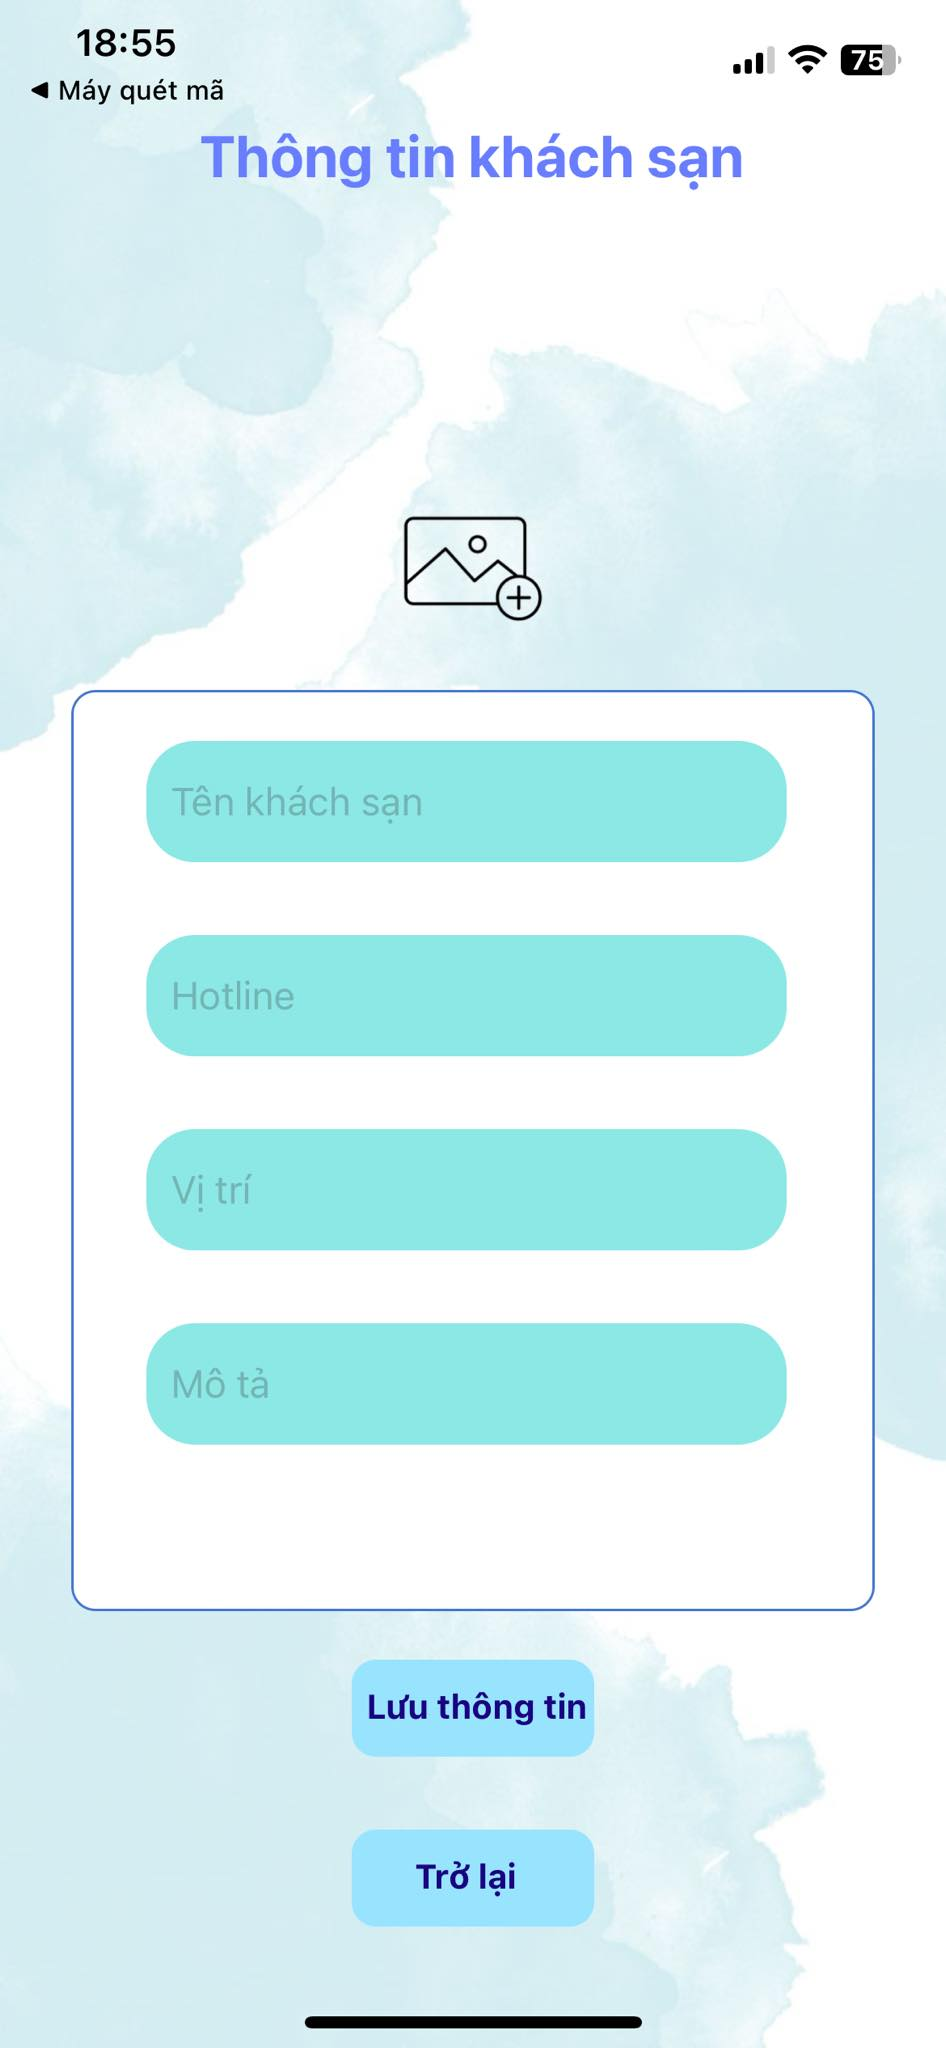 18:55
75
◀ Máy quét mã
Thông tin khách sạn
Tên khách sạn
Hotline
Vị trí
Mô tả
Lưu thông tin
Trở lại